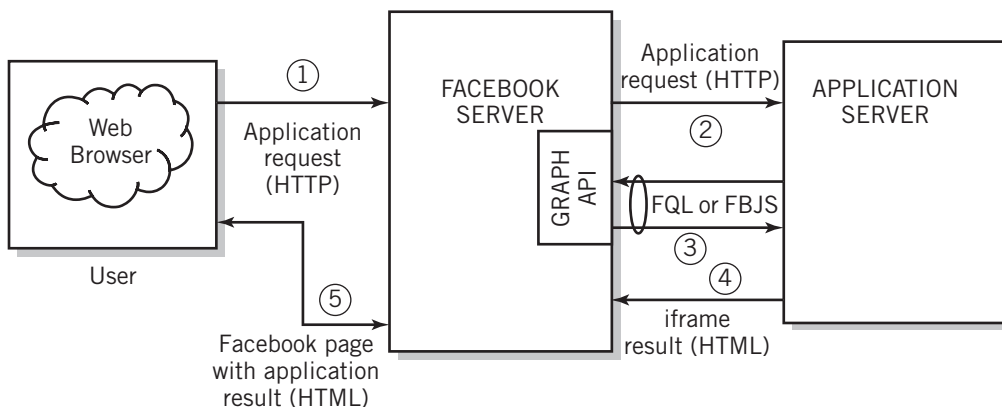 Web
Browser
User
①
Application
request
(HTTP)
⑤
Facebook page
with application
result (HTML)
FACEBOOK
SERVER
GRAPH
API
Application
request (HTTP)
②
FQL or FBJS
③
④
iframe
result (HTML)
APPLICATION
SERVER